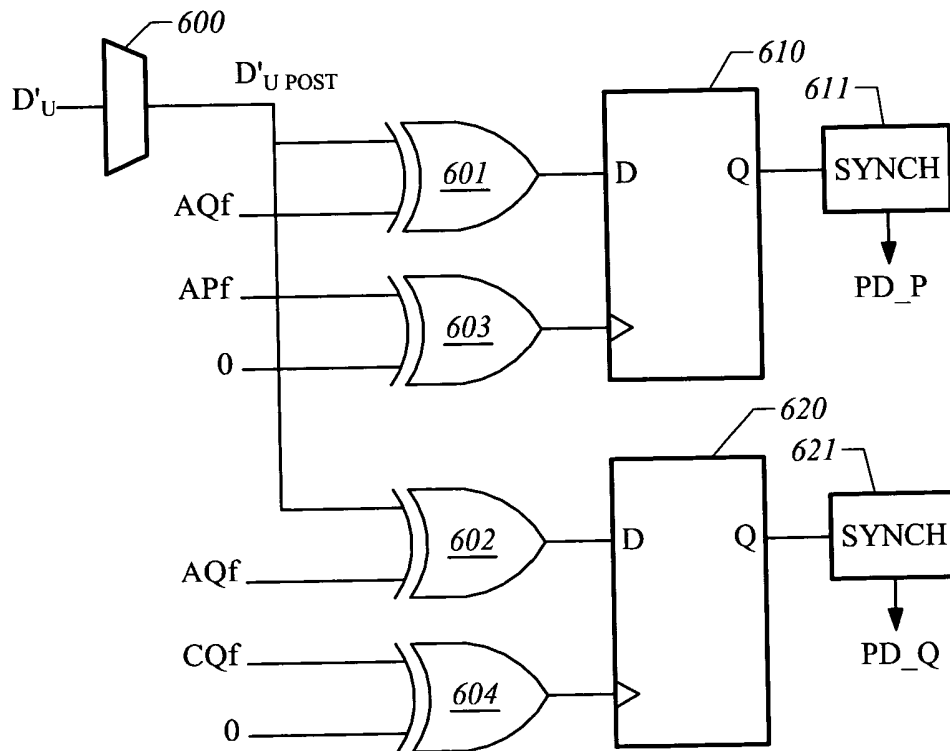 600
D'U
D'U POST
610
611
AQf
601
D
Q
SYNCH
APf
603
0
PD_P
620
621
AQf
602
D
Q
SYNCH
CQf
604
0
PD_Q